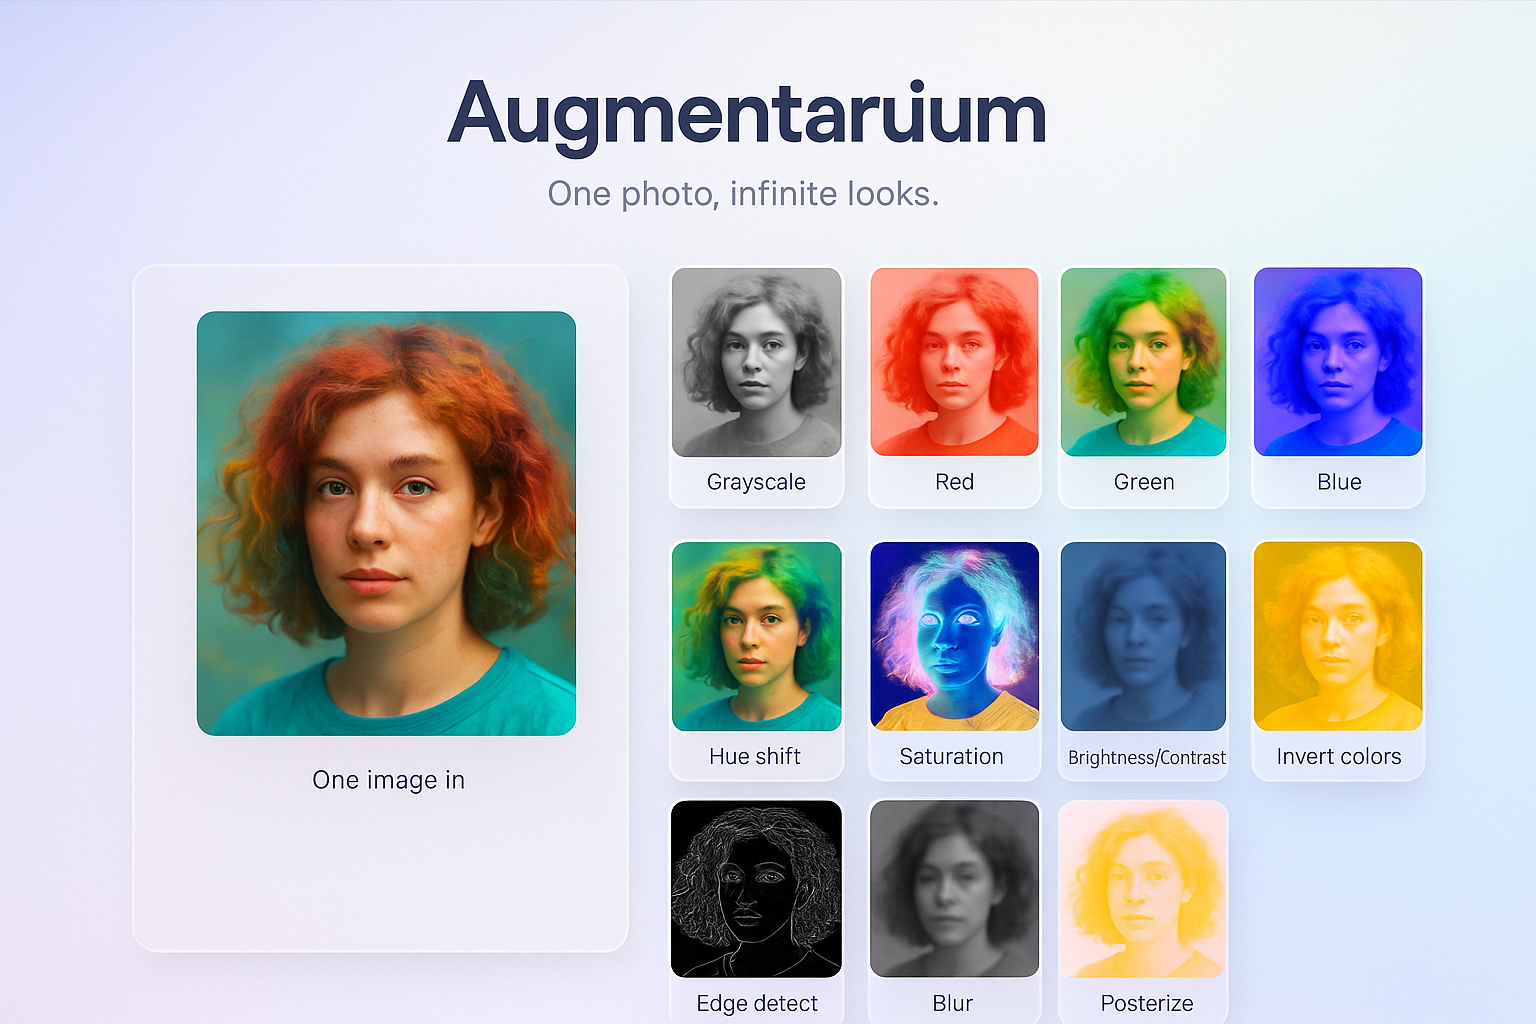 Augmentaruum
One photo, infinite looks.
One image in
Grayscale
Red
Green
Blue
Hue shift
Saturation
Brightness/Contrast
Invert colors
Edge detect
Blur
Posterize